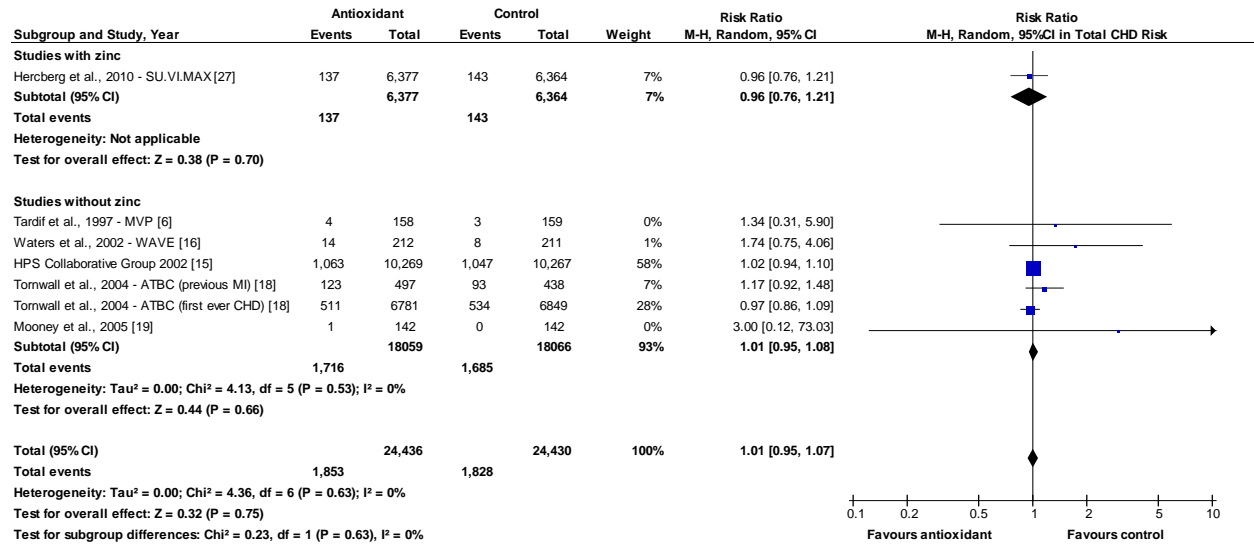 Antioxidant Control Risk Ratio Risk Ratio
Subgroup and Study, Year Events Total Events Total Weight M-H, Random, 95% CI M-H, Random, 95%CI in Total CHD Risk
Studies with zinc
Hercberg et al., 2010 - SU.VI.MAX [27] 137 6,377 143 6,364 7% 0.96 [0.76, 1.21]
Subtotal (95% CI) 6,377 6,364 7% 0.96 [0.76, 1.21]
Total events 137 143
Heterogeneity: Not applicable
Test for overall effect: Z = 0.38 (P = 0.70)
Studies without zinc
Tardif et al., 1997 - MVP [6] 4 158 3 159 0% 1.34 [0.31, 5.90]
Waters et al., 2002 - WAVE [16] 14 212 8 211 1% 1.74 [0.75, 4.06]
HPS Collaborative Group 2002 [15] 1,063 10,269 1,047 10,267 58% 1.02 [0.94, 1.10]
Tornwall et al., 2004 - ATBC (previous MI) [18] 123 497 93 438 7% 1.17 [0.92, 1.48]
Tornwall et al., 2004 - ATBC (first ever CHD) [18] 511 6781 534 6849 28% 0.97 [0.86, 1.09]
Mooney et al., 2005 [19] 1 142 0 142 0% 3.00 [0.12, 73.03]
Subtotal (95% CI) 18059 18066 93% 1.01 [0.95, 1.08]
Total events 1,716 1,685
Heterogeneity: Tau² = 0.00; Chi² = 4.13, df = 5 (P = 0.53); I² = 0%
Test for overall effect: Z = 0.44 (P = 0.66)
Total (95% CI) 24,436 24,430 100% 1.01 [0.95, 1.07]
Total events 1,853 1,828
Heterogeneity: Tau² = 0.00; Chi² = 4.36, df = 6 (P = 0.63); I² = 0%
Test for overall effect: Z = 0.32 (P = 0.75)
Test for subgroup differences: Chi² = 0.23, df = 1 (P = 0.63), I² = 0%
0.1 0.2 0.5 1 2 5 10
Favours antioxidant Favours control